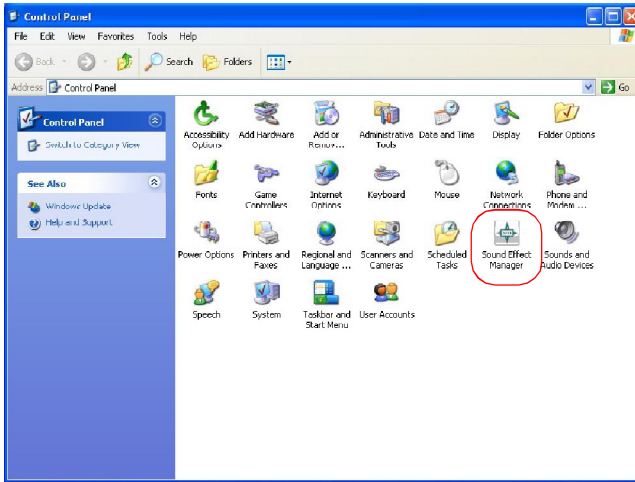 Control Panel
File Edit View Favorites Tools Help
Back Search Folders
Address Control Panel Go
Control Panel
Switch to Category View
See Also
Windows Update
Help and Support
Accessibility Options
Add Hardware
Add or Remov...
Administrative Tools
Date and Time
Display
Folder Options
Fonts
Game Controllers
Internet Options
Keyboard
Mouse
Network Connections
Phone and Modem ...
Power Options
Printers and Faxes
Regional and Language ...
Scanners and Cameras
Scheduled Tasks
Sound Effect Manager
Sounds and Audio Devices
Speech
System
Taskbar and Start Menu
User Accounts